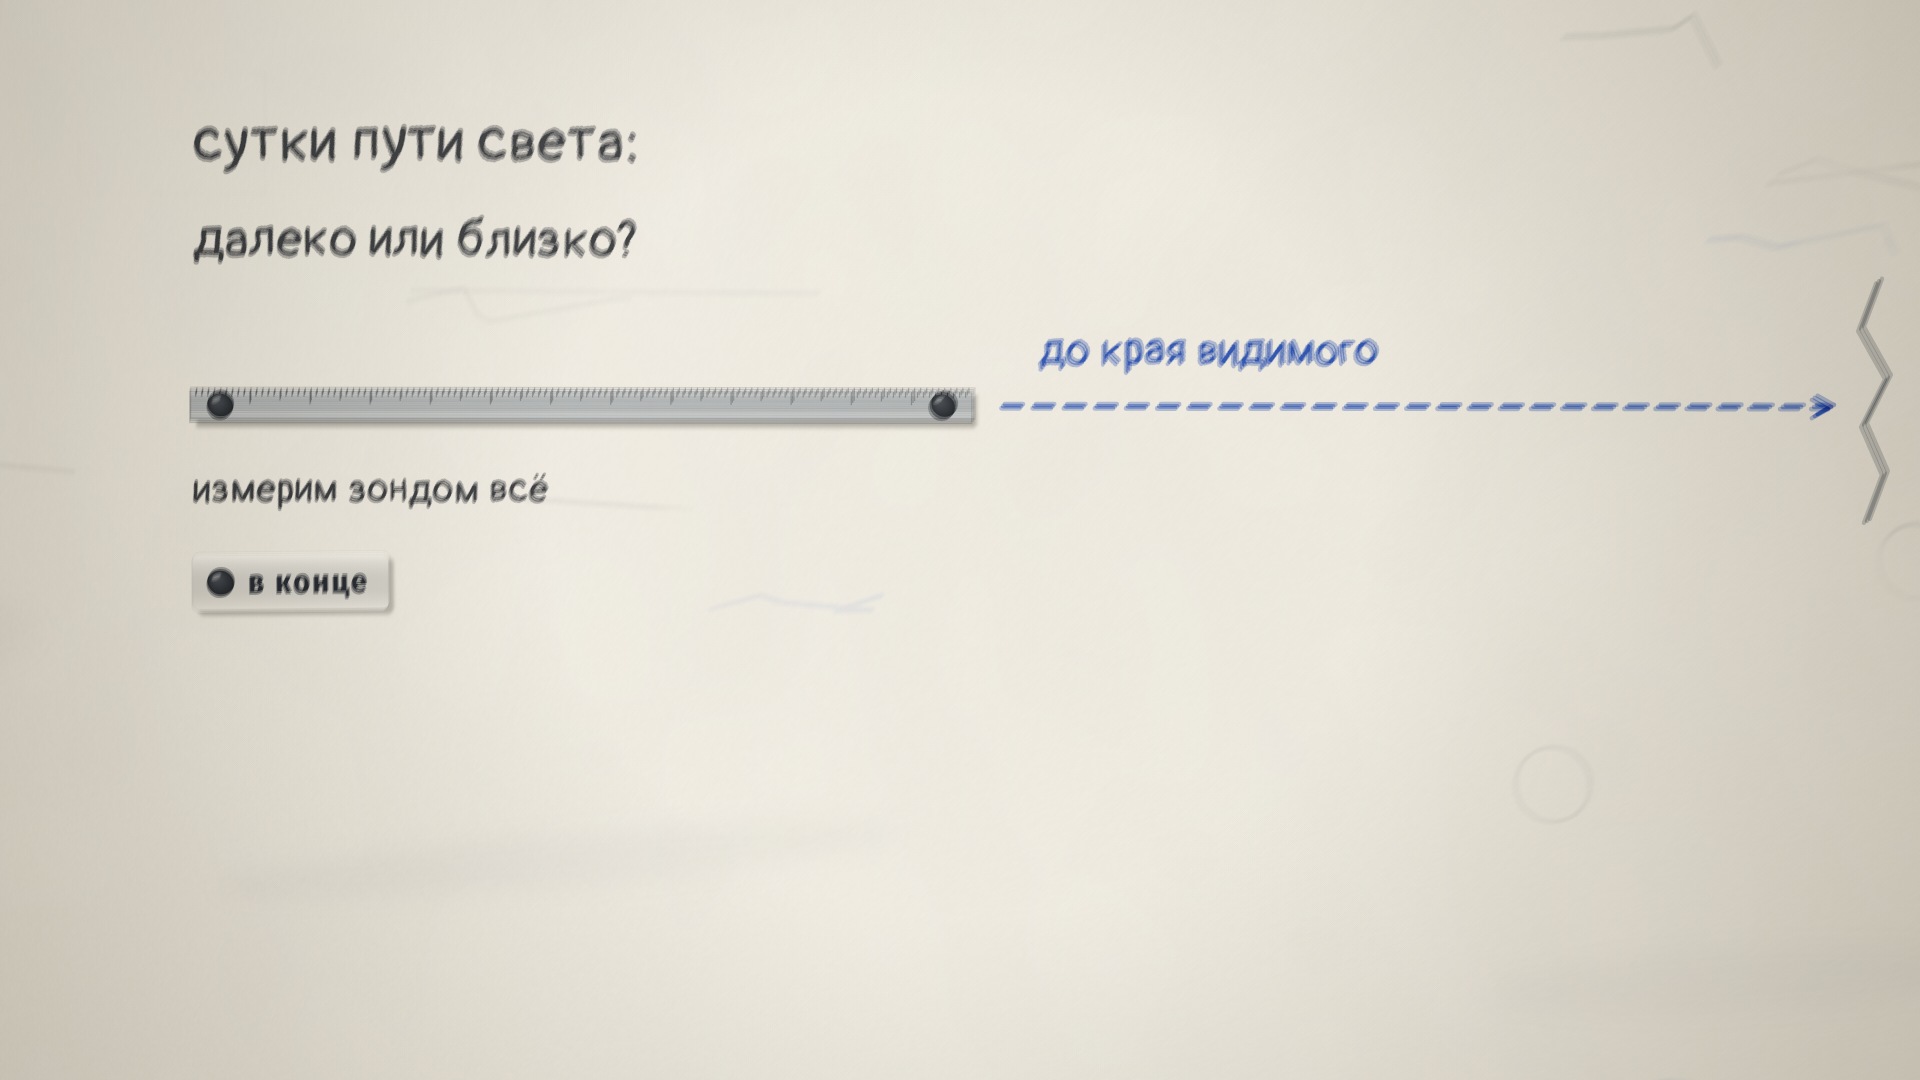 сутки пути света:
далеко или близко?
до края видимого
измерим зондом всё
в конце